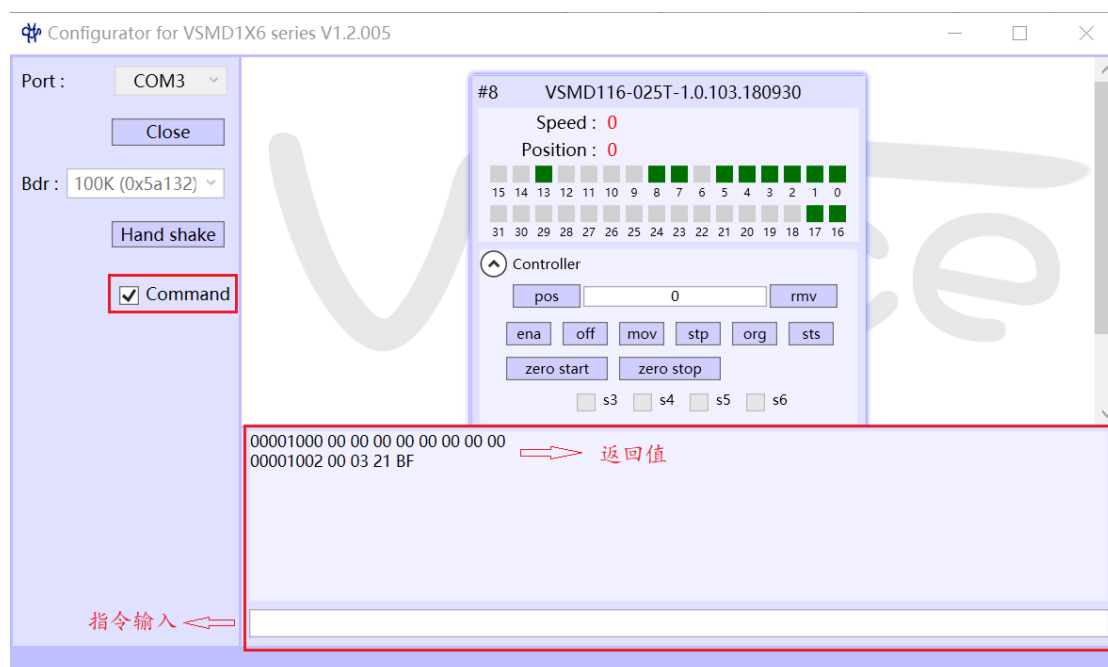 Configurator for VSMD1X6 series V1.2.005
Port : COM3
Close
Bdr : 100K (0x5a132)
Hand shake
Command
#8 VSMD116-025T-1.0.103.180930
Speed : 0
Position : 0
15 14 13 12 11 10 9 8 7 6 5 4 3 2 1 0
31 30 29 28 27 26 25 24 23 22 21 20 19 18 17 16
Controller
pos 0 rmv
ena off mov stp org sts
zero start zero stop
s3 s4 s5 s6
00001000 00 00 00 00 00 00 00 00
00001002 00 03 21 BF
返回值
指令输入